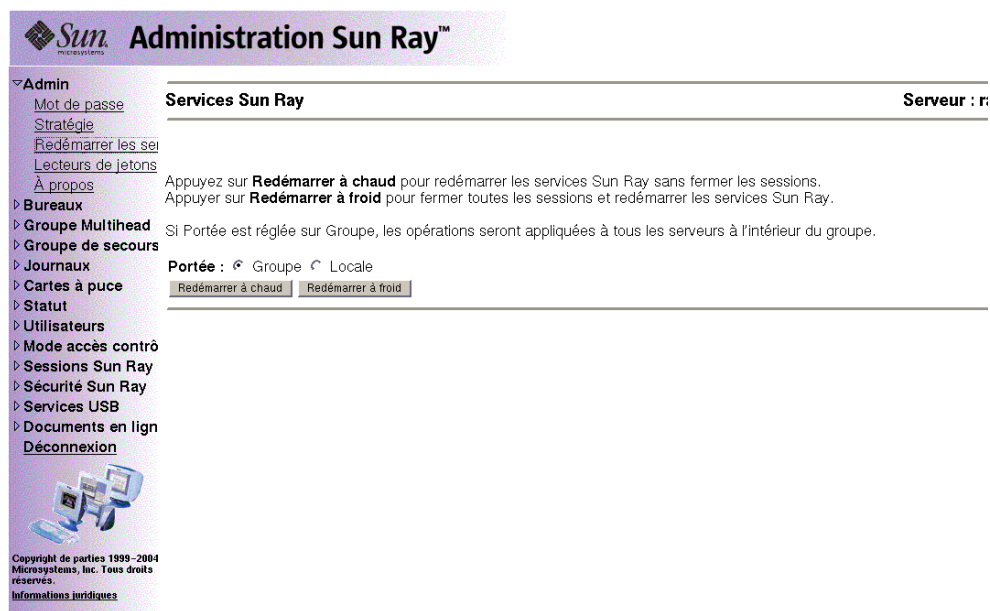 Sun
microsystems
Administration Sun Ray™
Admin
Mot de passe
Stratégie
Redémarrer les ser
Lecteurs de jetons
À propos
Bureaux
Groupe Multihead
Groupe de secours
Journaux
Cartes à puce
Statut
Utilisateurs
Mode accès contrô
Sessions Sun Ray
Sécurité Sun Ray
Services USB
Documents en lign
Déconnexion
Copyright de parties 1999-2004
Microsystems, Inc. Tous droits
réservés.
Informations juridiques
Services Sun Ray
Serveur : ra
Appuyez sur Redémarrer à chaud pour redémarrer les services Sun Ray sans fermer les sessions.
Appuyer sur Redémarrer à froid pour fermer toutes les sessions et redémarrer les services Sun Ray.
Si Portée est réglée sur Groupe, les opérations seront appliquées à tous les serveurs à l'intérieur du groupe.
Portée : Groupe Locale
Redémarrer à chaud Redémarrer à froid